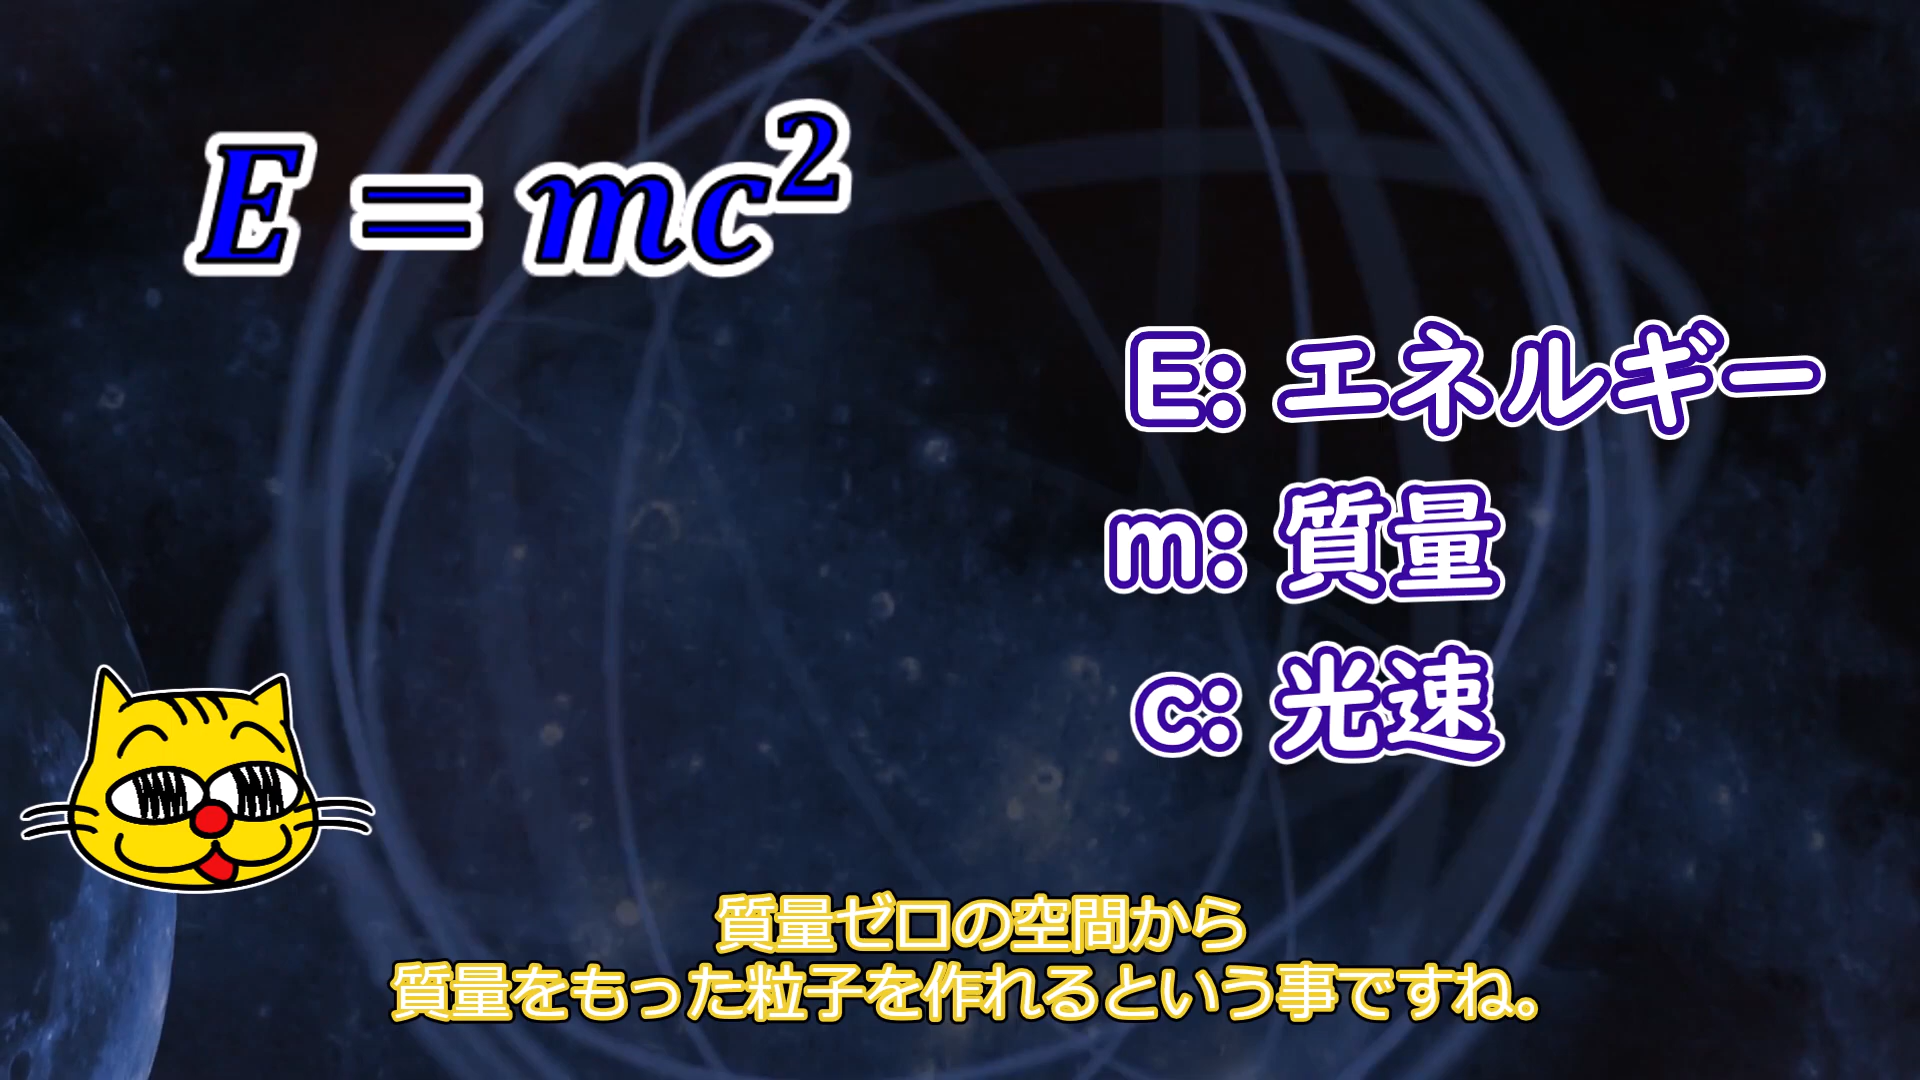 E = mc²
E: エネルギー
m: 質量
c: 光速
質量ゼロの空間から
質量をもった粒子を作れるという事ですね。